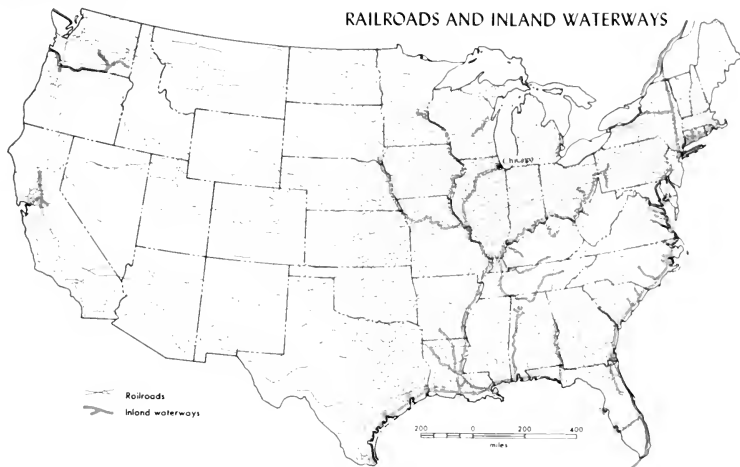 RAILROADS AND INLAND WATERWAYS
Chicago
Railroads
Inland waterways
200 0 200 400
miles